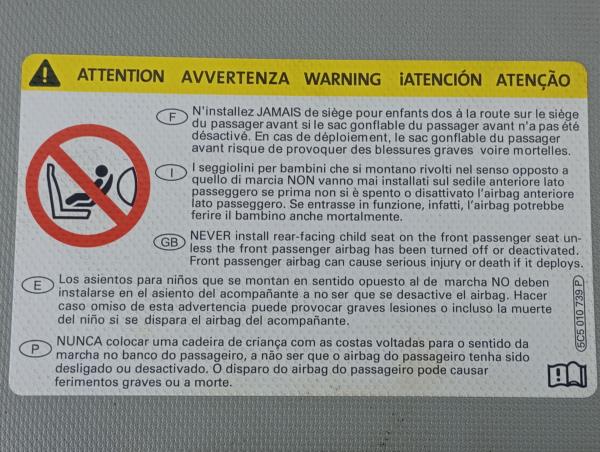 ATTENTION AVVERTENZA WARNING ¡ATENCIÓN ATENÇÃO
F N'installez JAMAIS de siège pour enfants dos à la route sur le siège
du passager avant si le sac gonflable du passager avant n'a pas été
désactivé. En cas de déploiement, le sac gonflable du passager
avant risque de provoquer des blessures graves voire mortelles.
I I seggiolini per bambini che si montano rivolti nel senso opposto a
quello di marcia NON vanno mai installati sul sedile anteriore lato
passeggero se prima non si è spento o disattivato l'airbag anteriore
lato passeggero. Se entrasse in funzione, infatti, l'airbag potrebbe
ferire il bambino anche mortalmente.
GB NEVER install rear-facing child seat on the front passenger seat un-
less the front passenger airbag has been turned off or deactivated.
Front passenger airbag can cause serious injury or death if it deploys.
E Los asientos para niños que se montan en sentido opuesto al de marcha NO deben
instalarse en el asiento del acompañante a no ser que se desactive el airbag. Hacer
caso omiso de esta advertencia puede provocar graves lesiones o incluso la muerte
del niño si se dispara el airbag del acompañante.
P NUNCA colocar uma cadeira de criança com as costas voltadas para o sentido da
marcha no banco do passageiro, a não ser que o airbag do passageiro tenha sido
desligado ou desactivado. O disparo do airbag do passageiro pode causar
ferimentos graves ou a morte.
5C5 010 739 P